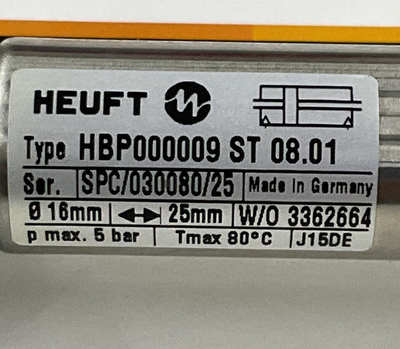 HEUFT
Type HBP000009 ST 08.01
Ser. SPC/030080/25 Made in Germany
Ø 16mm 25mm W/O 3362664
p max. 5 bar Tmax 80°C J15DE